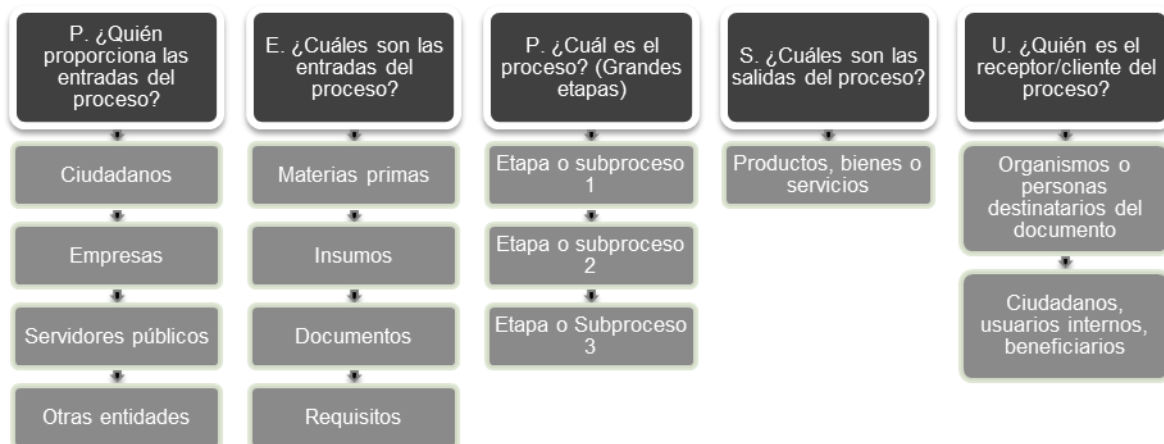 P. ¿Quién
proporciona las
entradas del
proceso?
Ciudadanos
Empresas
Servidores públicos
Otras entidades
E. ¿Cuáles son las
entradas del
proceso?
Materias primas
Insumos
Documentos
Requisitos
P. ¿Cuál es el
proceso? (Grandes
etapas)
Etapa o subproceso
1
Etapa o subproceso
2
Etapa o Subproceso
3
S. ¿Cuáles son las
salidas del proceso?
Productos, bienes o
servicios
U. ¿Quién es el
receptor/cliente del
proceso?
Organismos o
personas
destinatarios del
documento
Ciudadanos,
usuarios internos,
beneficiarios